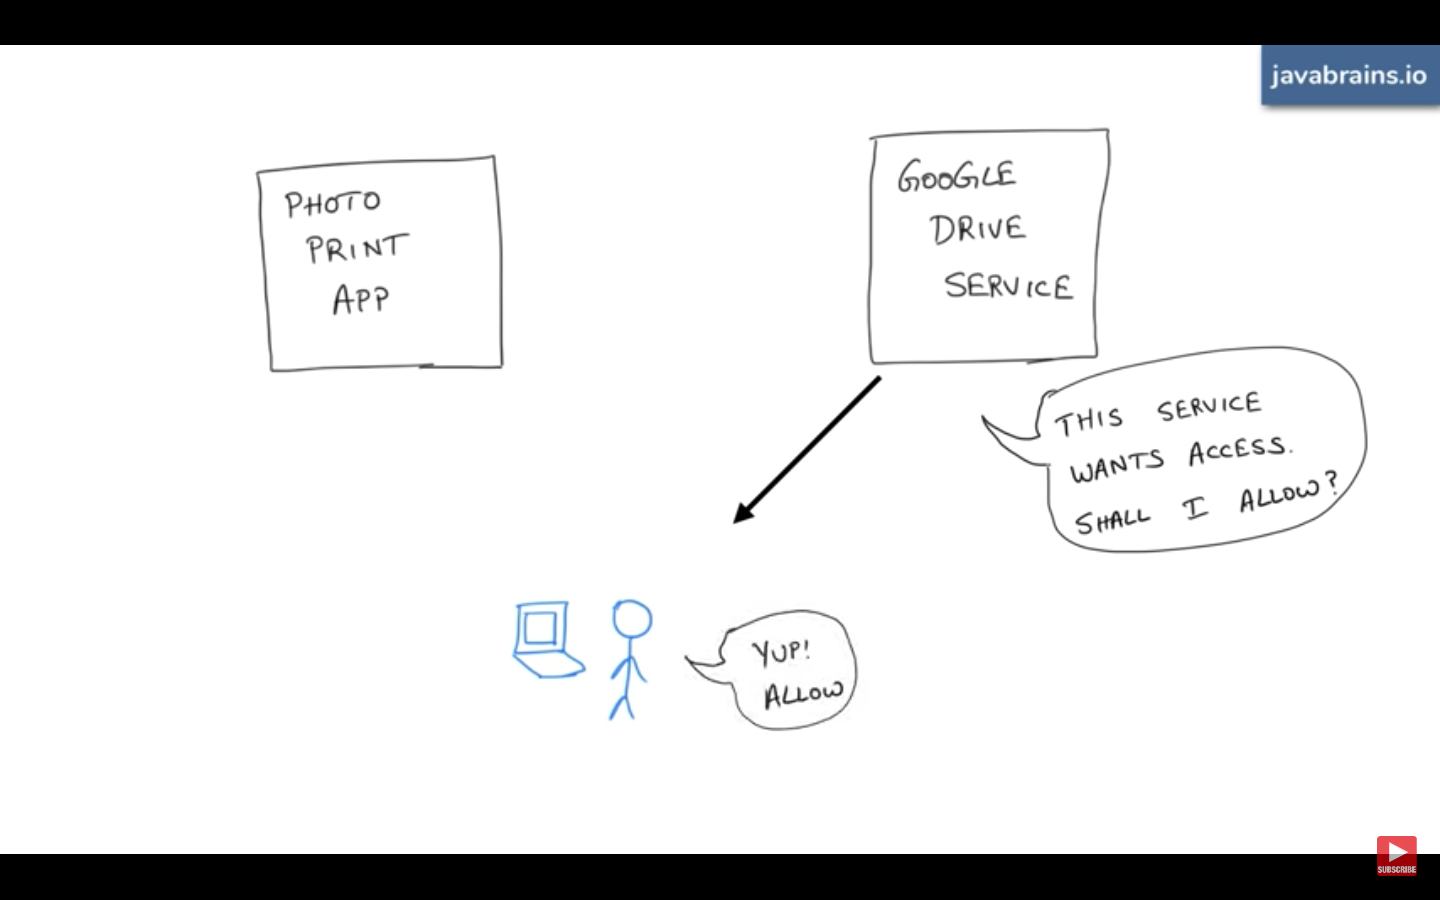 javabrains.io
PHOTO
PRINT
APP
GOOGLE
DRIVE
SERVICE
THIS SERVICE
WANTS ACCESS.
SHALL I ALLOW?
YUP!
ALLOW
SUBSCRIBE